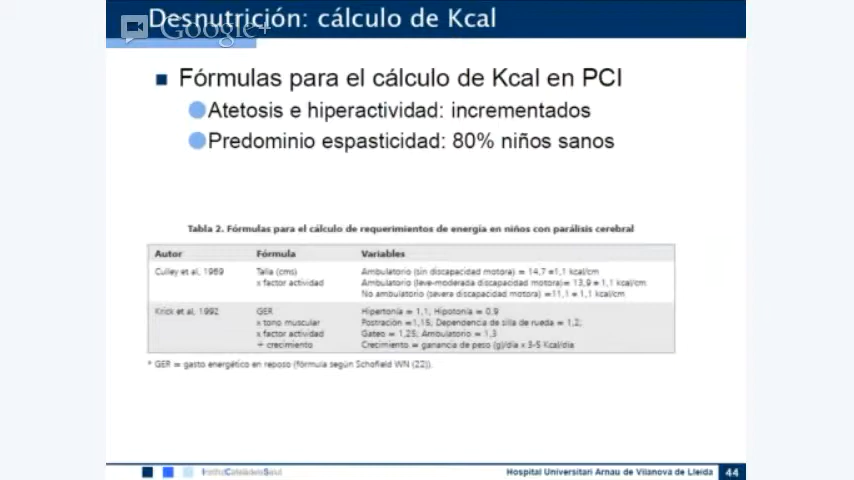 Desnutrición: cálculo de Kcal
Google+
Fórmulas para el cálculo de Kcal en PCI
Atetosis e hiperactividad: incrementados
Predominio espasticidad: 80% niños sanos
Tabla 2. Fórmulas para el cálculo de requerimientos de energía en niños con parálisis cerebral
Autor Fórmula Variables
Culley et al, 1969 Talla (cms) Ambulatorio (sin discapacidad motora) = 14,7 ± 1,1 kcal/cm
x factor actividad Ambulatorio (leve-moderada discapacidad motora)= 13,9 ± 1,1 kcal/cm
No ambulatorio (severa discapacidad motora) =11,1 ± 1,1 kcal/cm
Krick et al, 1992 GER Hipertonía = 1,1; Hipotonía = 0,9
x tono muscular Postración =1,15; Dependencia de silla de rueda = 1,2;
x factor actividad Gateo = 1,25; Ambulatorio = 1,3
+ crecimiento Crecimiento = ganancia de peso (g)/día x 3-5 Kcal/día
* GER = gasto energético en reposo (fórmula según Schofield WN (22)).
Institut Català de la Salut
Hospital Universitari Arnau de Vilanova de Lleida 44